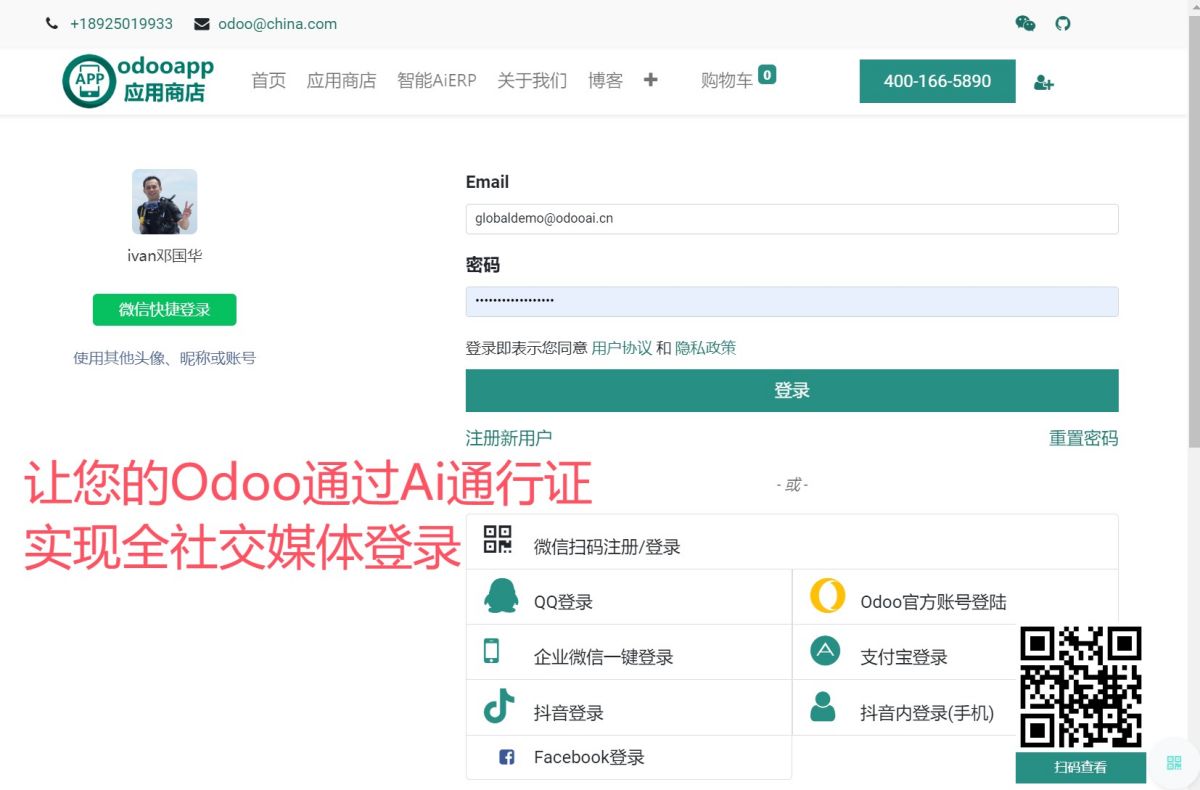 +18925019933 odoo@china.com
APP odooapp 应用商店
首页 应用商店 智能AiERP 关于我们 博客 + 购物车 0 400-166-5890
ivan邓国华
微信快捷登录
使用其他头像、昵称或账号
Email
globaldemo@odooai.cn
密码
••••••••••••••••••
登录即表示您同意 用户协议 和 隐私政策
登录
注册新用户 重置密码
让您的Odoo通过Ai通行证
实现全社交媒体登录
- 或 -
微信扫码注册/登录
QQ登录 Odoo官方账号登陆
企业微信一键登录 支付宝登录
抖音登录 抖音内登录(手机)
Facebook登录
扫码查看